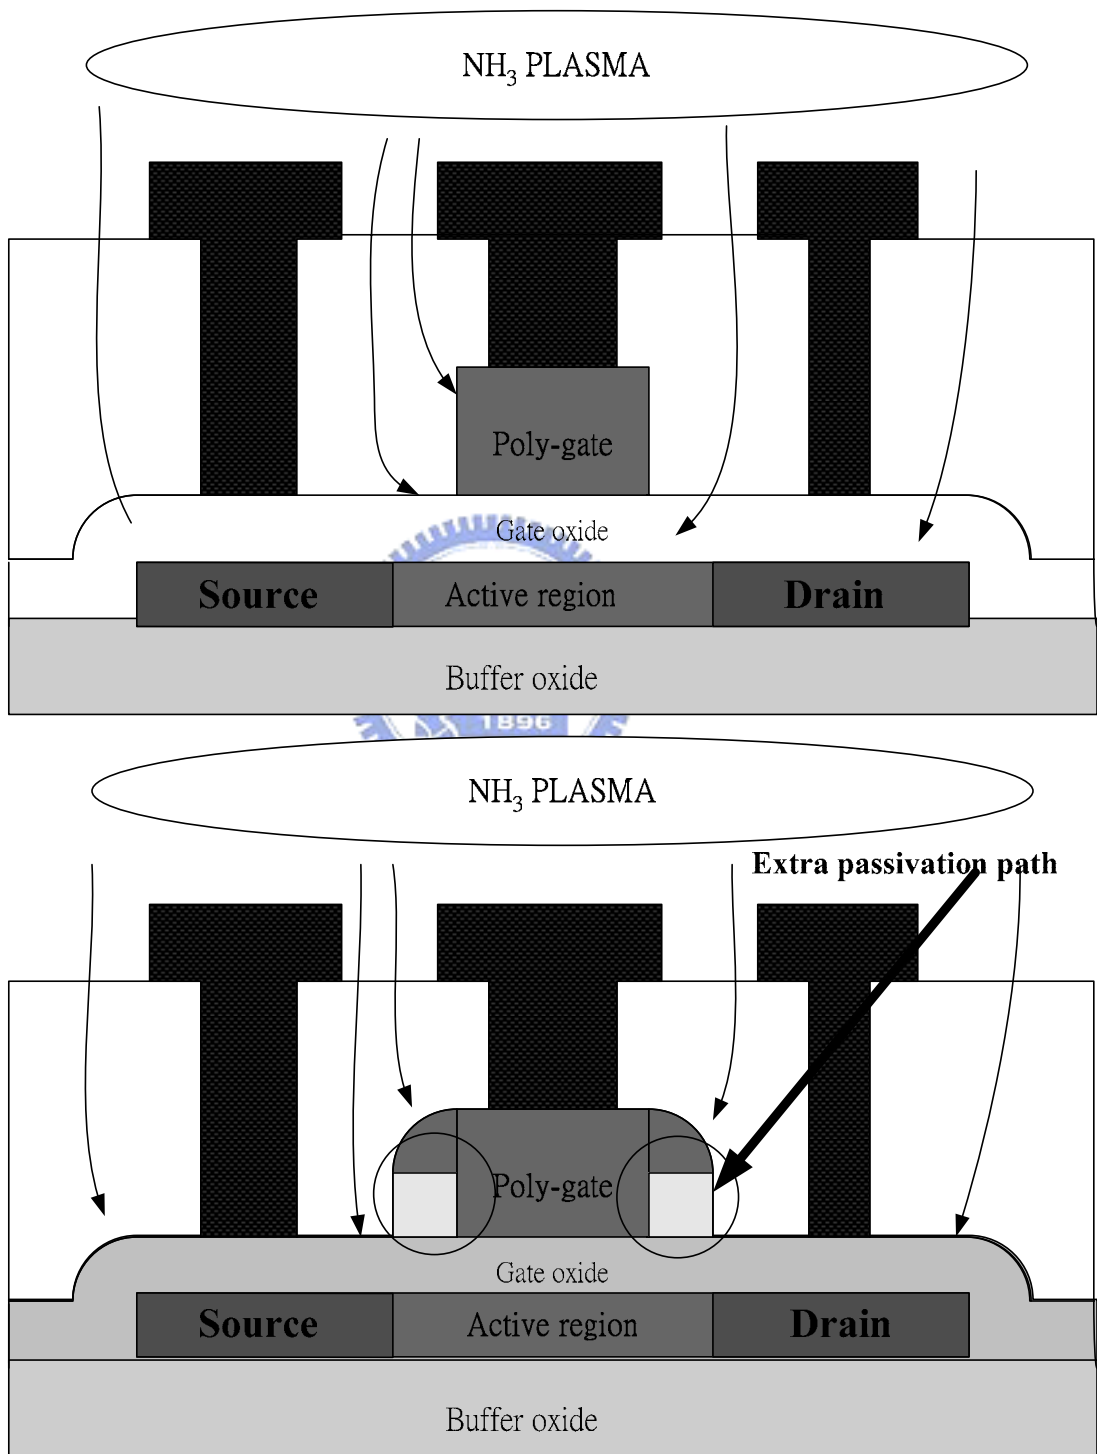 NH₃ PLASMA
Poly-gate
Gate oxide
Source
Active region
Drain
Buffer oxide
1896
NH₃ PLASMA
Extra passivation path
Poly-gate
Gate oxide
Source
Active region
Drain
Buffer oxide